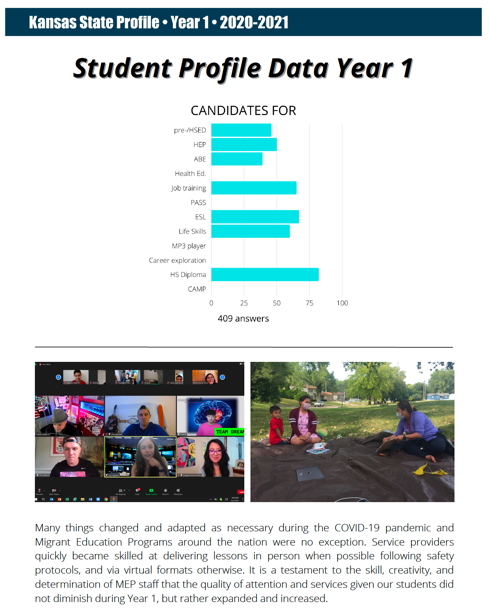 Kansas State Profile • Year 1 • 2020-2021
Student Profile Data Year 1
CANDIDATES FOR
pre-/HSED
HEP
ABE
Health Ed.
Job training
PASS
ESL
Life Skills
MP3 player
Career exploration
HS Diploma
CAMP
0 25 50 75 100
409 answers
TEAM DREAM
Many things changed and adapted as necessary during the COVID-19 pandemic and
Migrant Education Programs around the nation were no exception. Service providers
quickly became skilled at delivering lessons in person when possible following safety
protocols, and via virtual formats otherwise. It is a testament to the skill, creativity, and
determination of MEP staff that the quality of attention and services given our students did
not diminish during Year 1, but rather expanded and increased.